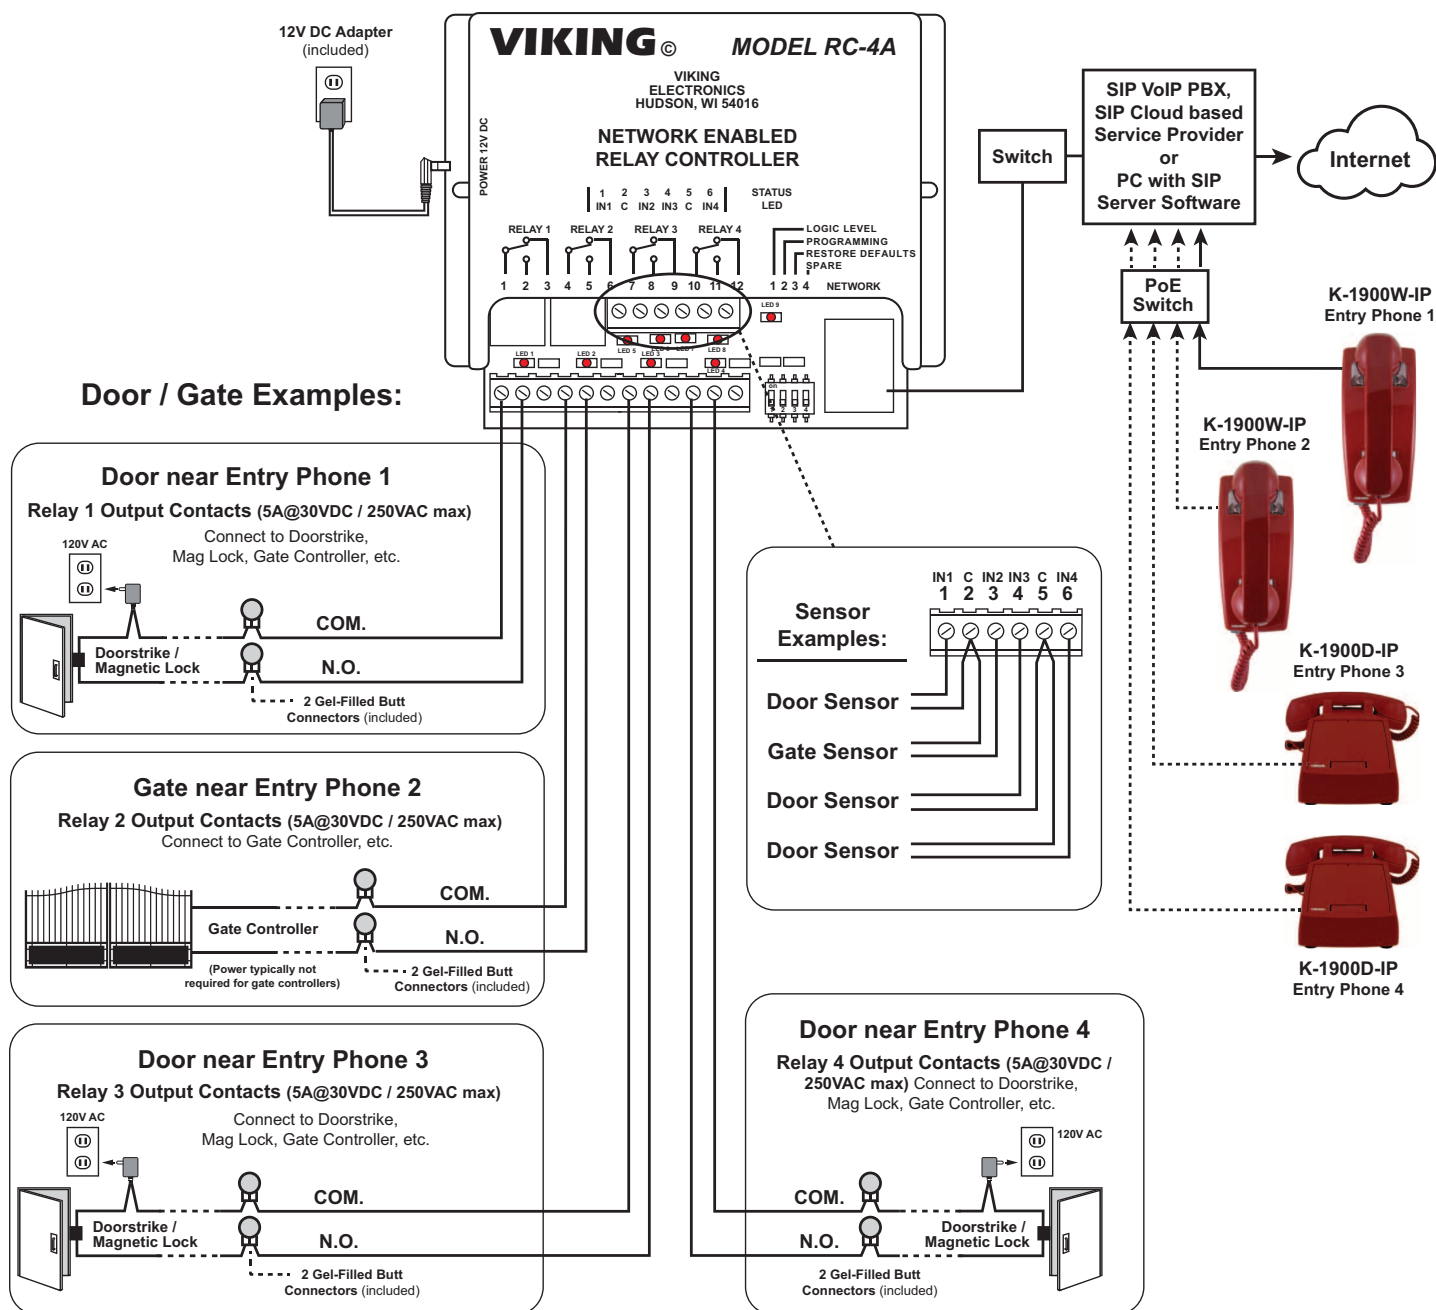 12V DC Adapter
(included)
VIKING © MODEL RC-4A
VIKING
ELECTRONICS
HUDSON, WI 54016
NETWORK ENABLED
RELAY CONTROLLER
POWER 12V DC
1 2 3 4 5 6
IN1 C IN2 IN3 C IN4
STATUS
LED
RELAY 1 RELAY 2 RELAY 3 RELAY 4
LOGIC LEVEL
PROGRAMMING
RESTORE DEFAULTS
SPARE
1 2 3 4 5 6 7 8 9 10 11 12 1 2 3 4 NETWORK
LED 9
LED 5 LED 8
LED 1 LED 2 LED 3
LED 4
on
2 3 4
Switch
SIP VoIP PBX,
SIP Cloud based
Service Provider
or
PC with SIP
Server Software
Internet
PoE
Switch
K-1900W-IP
Entry Phone 1
K-1900W-IP
Entry Phone 2
K-1900D-IP
Entry Phone 3
K-1900D-IP
Entry Phone 4
Door / Gate Examples:
Door near Entry Phone 1
Relay 1 Output Contacts (5A@30VDC / 250VAC max)
Connect to Doorstrike,
Mag Lock, Gate Controller, etc.
120V AC
COM.
Doorstrike /
Magnetic Lock
N.O.
2 Gel-Filled Butt
Connectors (included)
Gate near Entry Phone 2
Relay 2 Output Contacts (5A@30VDC / 250VAC max)
Connect to Gate Controller, etc.
COM.
Gate Controller
N.O.
(Power typically not
required for gate controllers)
2 Gel-Filled Butt
Connectors (included)
Door near Entry Phone 3
Relay 3 Output Contacts (5A@30VDC / 250VAC max)
120V AC
Connect to Doorstrike,
Mag Lock, Gate Controller, etc.
COM.
Doorstrike /
Magnetic Lock
N.O.
2 Gel-Filled Butt
Connectors (included)
Sensor
Examples:
IN1 C IN2 IN3 C IN4
1 2 3 4 5 6
Door Sensor
Gate Sensor
Door Sensor
Door Sensor
Door near Entry Phone 4
Relay 4 Output Contacts (5A@30VDC /
250VAC max) Connect to Doorstrike,
Mag Lock, Gate Controller, etc.
120V AC
COM.
Doorstrike /
Magnetic Lock
N.O.
2 Gel-Filled Butt
Connectors (included)